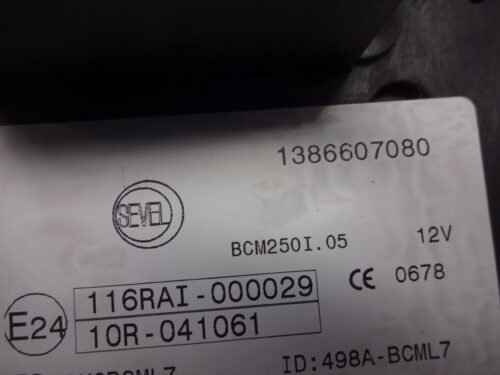 1386607080
SEVEL
BCM250I.05 12V
116RAI-000029 CE 0678
E24
10R-041061
ID:498A-BCML7